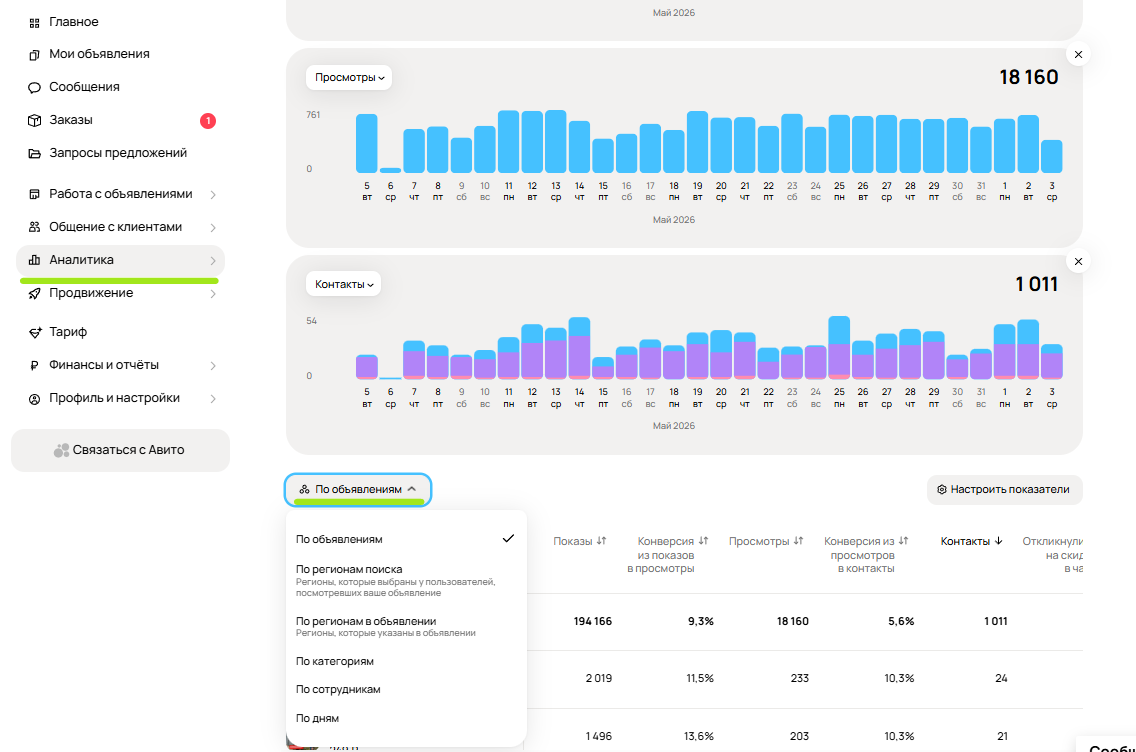 Главное
Мои объявления
Сообщения
Заказы
1
Запросы предложений
Работа с объявлениями
Общение с клиентами
Аналитика
Продвижение
Тариф
Финансы и отчёты
Профиль и настройки
Связаться с Авито
Май 2026
Просмотры
18 160
761
0
5 6 7 8 9 10 11 12 13 14 15 16 17 18 19 20 21 22 23 24 25 26 27 28 29 30 31 1 2 3
вт ср чт пт сб вс пн вт ср чт пт сб вс пн вт ср чт пт сб вс пн вт ср чт пт сб вс пн вт ср
Май 2026
Контакты
1 011
54
0
5 6 7 8 9 10 11 12 13 14 15 16 17 18 19 20 21 22 23 24 25 26 27 28 29 30 31 1 2 3
вт ср чт пт сб вс пн вт ср чт пт сб вс пн вт ср чт пт сб вс пн вт ср чт пт сб вс пн вт ср
Май 2026
По объявлениям
Настроить показатели
По объявлениям
По регионам поиска
Регионы, которые выбраны у пользователей,
посмотревших ваше объявление
По регионам в объявлении
Регионы, которые указаны в объявлении
По категориям
По сотрудникам
По дням
Показы
Конверсия
из показов
в просмотры
Просмотры
Конверсия из
просмотров
в контакты
Контакты
Откликнули
на скид
в ча
194 166 9,3% 18 160 5,6% 1 011
2 019 11,5% 233 10,3% 24
1 496 13,6% 203 10,3% 21